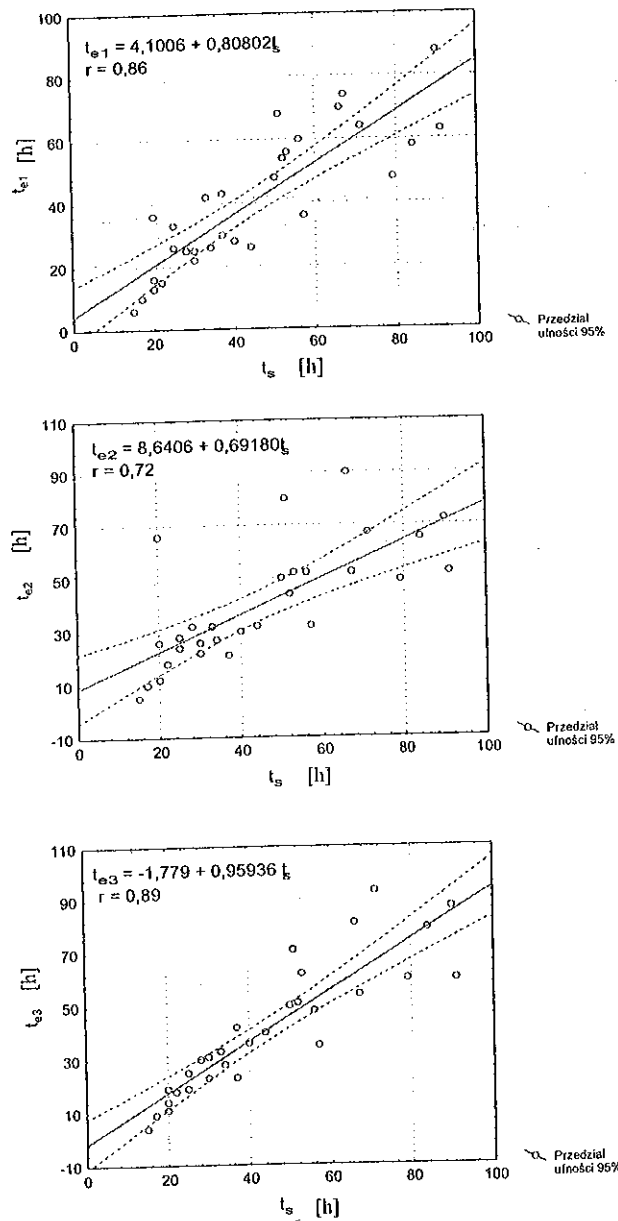 t_e1 = 4,1006 + 0,80802t_s
r = 0,86
100
80
60
40
20
0
t_e1 [h]
20 40 60 80 100
t_s [h]
Przedział
ufności 95%
t_e2 = 8,6406 + 0,69180t_s
r = 0,72
110
90
70
50
30
10
-10
t_e2 [h]
0 20 40 60 80 100
t_s [h]
Przedział
ufności 95%
t_e3 = -1,779 + 0,95936 t_s
r = 0,89
110
90
70
50
30
10
-10
t_e3 [h]
0 20 40 60 80 100
t_s [h]
Przedział
ufności 95%